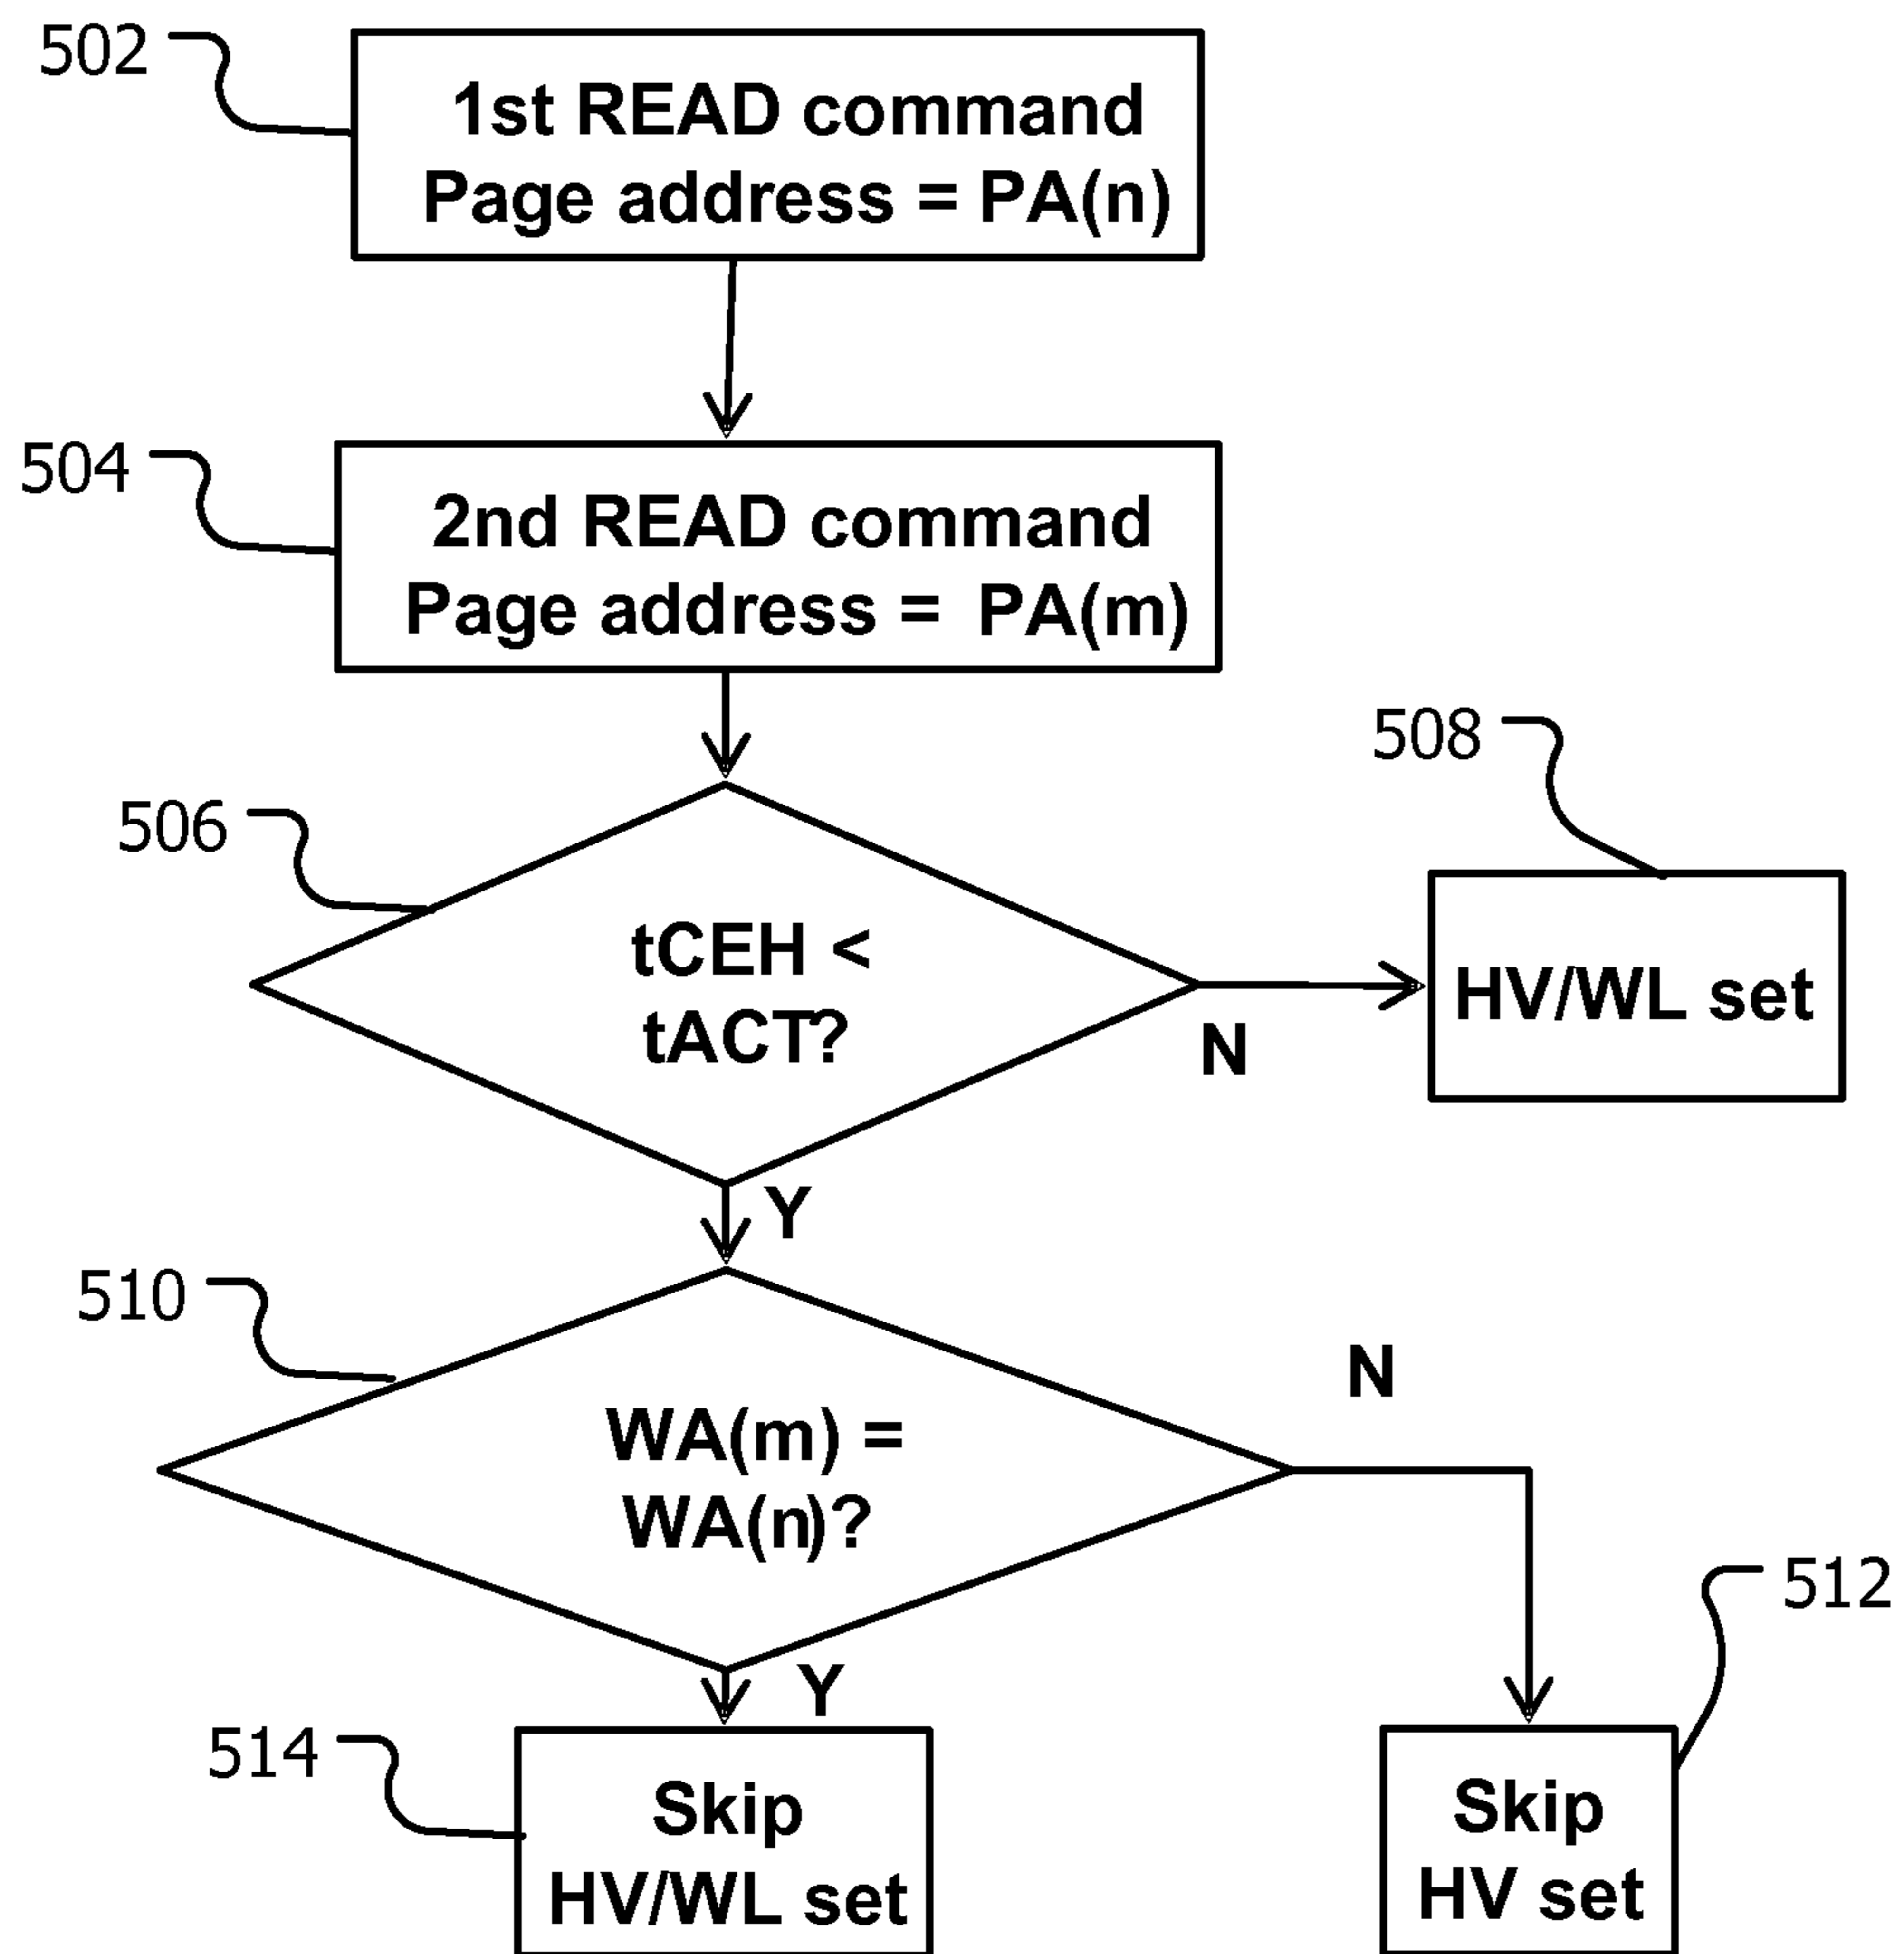 502
1st READ command
Page address = PA(n)
504
2nd READ command
Page address = PA(m)
506
tCEH <
tACT?
N
508
HV/WL set
Y
510
WA(m) =
WA(n)?
N
512
Y
514
Skip
HV/WL set
Skip
HV set